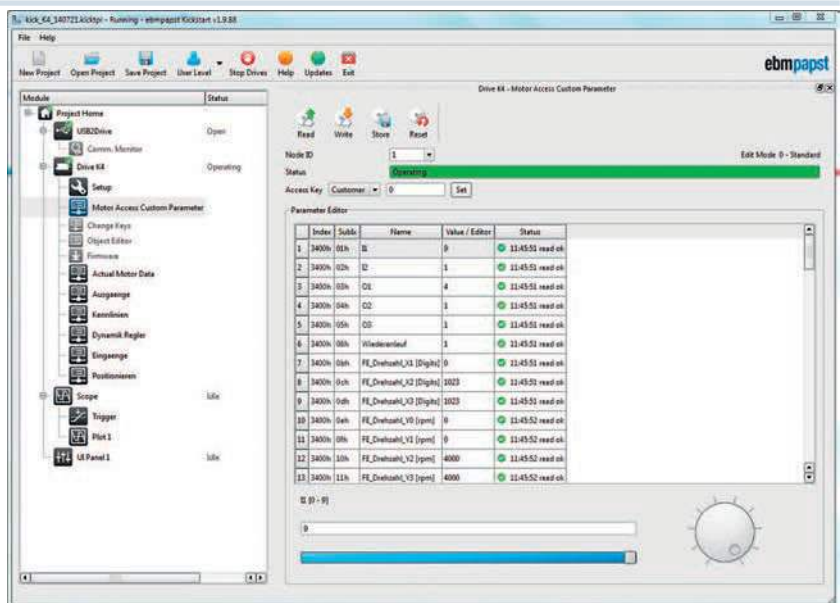 kick_K4_140721.kickpj - Running - ebmpapst Kickstart v1.9.88
File Help
New Project Open Project Save Project User Level Stop Drives Help Updates Exit
ebmpapst
Module Status
Project Home
USB2Drive Open
Comm. Monitor
Drive K4 Operating
Setup
Motor Access Custom Parameter
Change Keys
Object Editor
Firmware
Actual Motor Data
Ausgaenge
Kennlinien
Dynamik Regler
Eingaenge
Positionieren
Scope Idle
Trigger
Plot 1
UI Panel 1 Idle
Drive K4 - Motor Access Custom Parameter
Read Write Store Reset
Node ID 1 Edit Mode 0 - Standard
Status Operating
Access Key Customer 0 Set
Parameter Editor
Index Name Value / Editor Status
1 3400h 01h I1 9 11:45:51 read ok
2 3400h 02h I2 1 11:45:51 read ok
3 3400h 03h O1 4 11:45:51 read ok
4 3400h 04h O2 1 11:45:51 read ok
5 3400h 05h O3 1 11:45:51 read ok
6 3400h 06h Wiederanlauf 1 11:45:51 read ok
7 3400h 0bh FE_Drehzahl_X1 [Digits] 0 11:45:51 read ok
8 3400h 0ch FE_Drehzahl_X2 [Digits] 1023 11:45:51 read ok
9 3400h 0dh FE_Drehzahl_X3 [Digits] 1023 11:45:51 read ok
10 3400h 0eh FE_Drehzahl_Y0 [rpm] 0 11:45:52 read ok
11 3400h 0fh FE_Drehzahl_Y1 [rpm] 0 11:45:52 read ok
12 3400h 10h FE_Drehzahl_Y2 [rpm] 4000 11:45:52 read ok
13 3400h 11h FE_Drehzahl_Y3 [rpm] 4000 11:45:52 read ok
I1 [0 - 9]
9